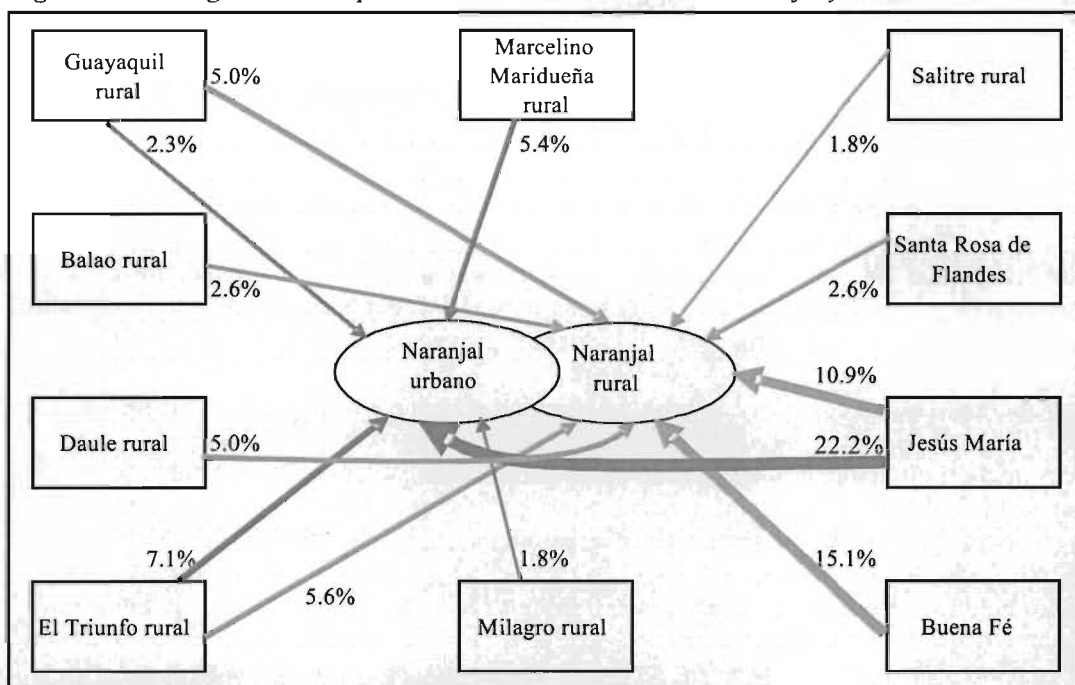 Guayaquil
rural
5.0%
2.3%
Marcelino
Maridueña
rural
5.4%
Salitre rural
1.8%
Balao rural
2.6%
Santa Rosa de
Flandes
2.6%
Naranjal
urbano
Naranjal
rural
10.9%
Daule rural
5.0%
22.2%
Jesús María
7.1%
5.6%
1.8%
15.1%
El Triunfo rural
Milagro rural
Buena Fé